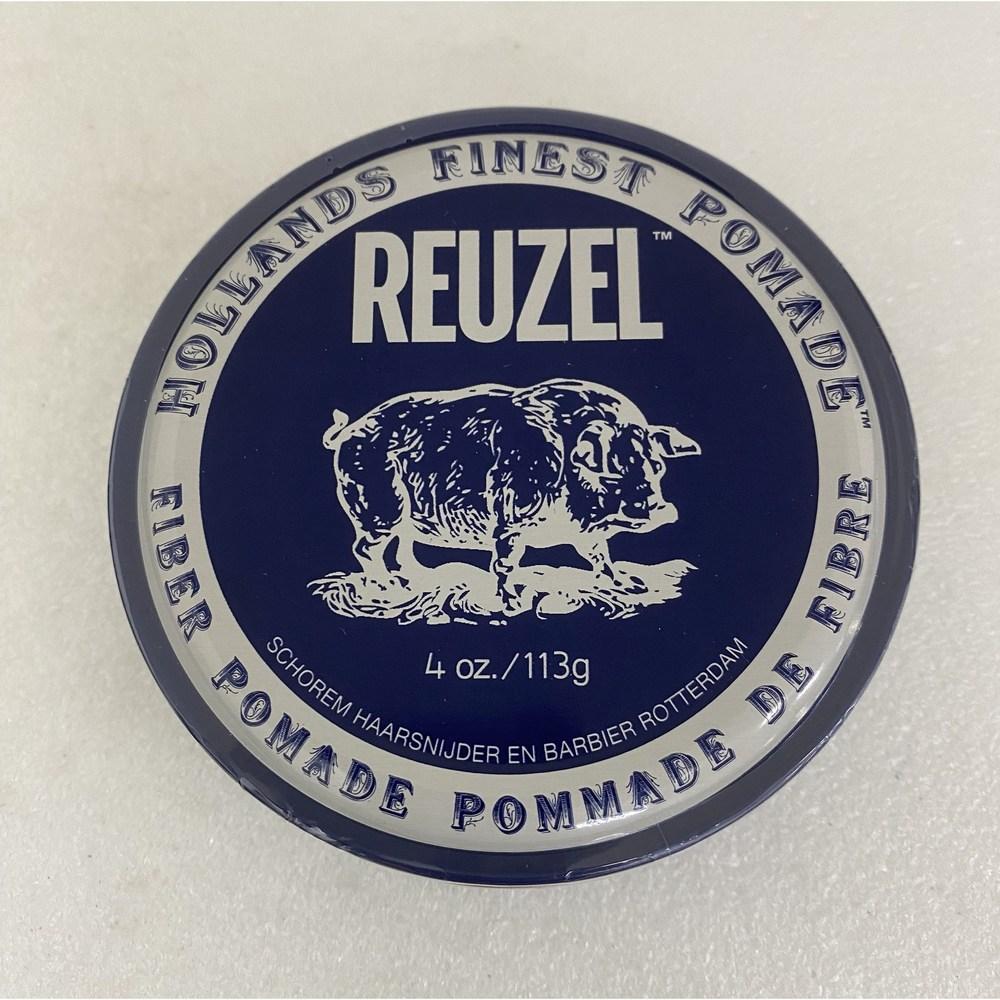 HOLLANDS FINEST POMADE™
REUZEL™
4 oz./113g
SCHOREM HAARSNIJDER EN BARBIER ROTTERDAM
FIBER POMADE POMMADE DE FIBRE